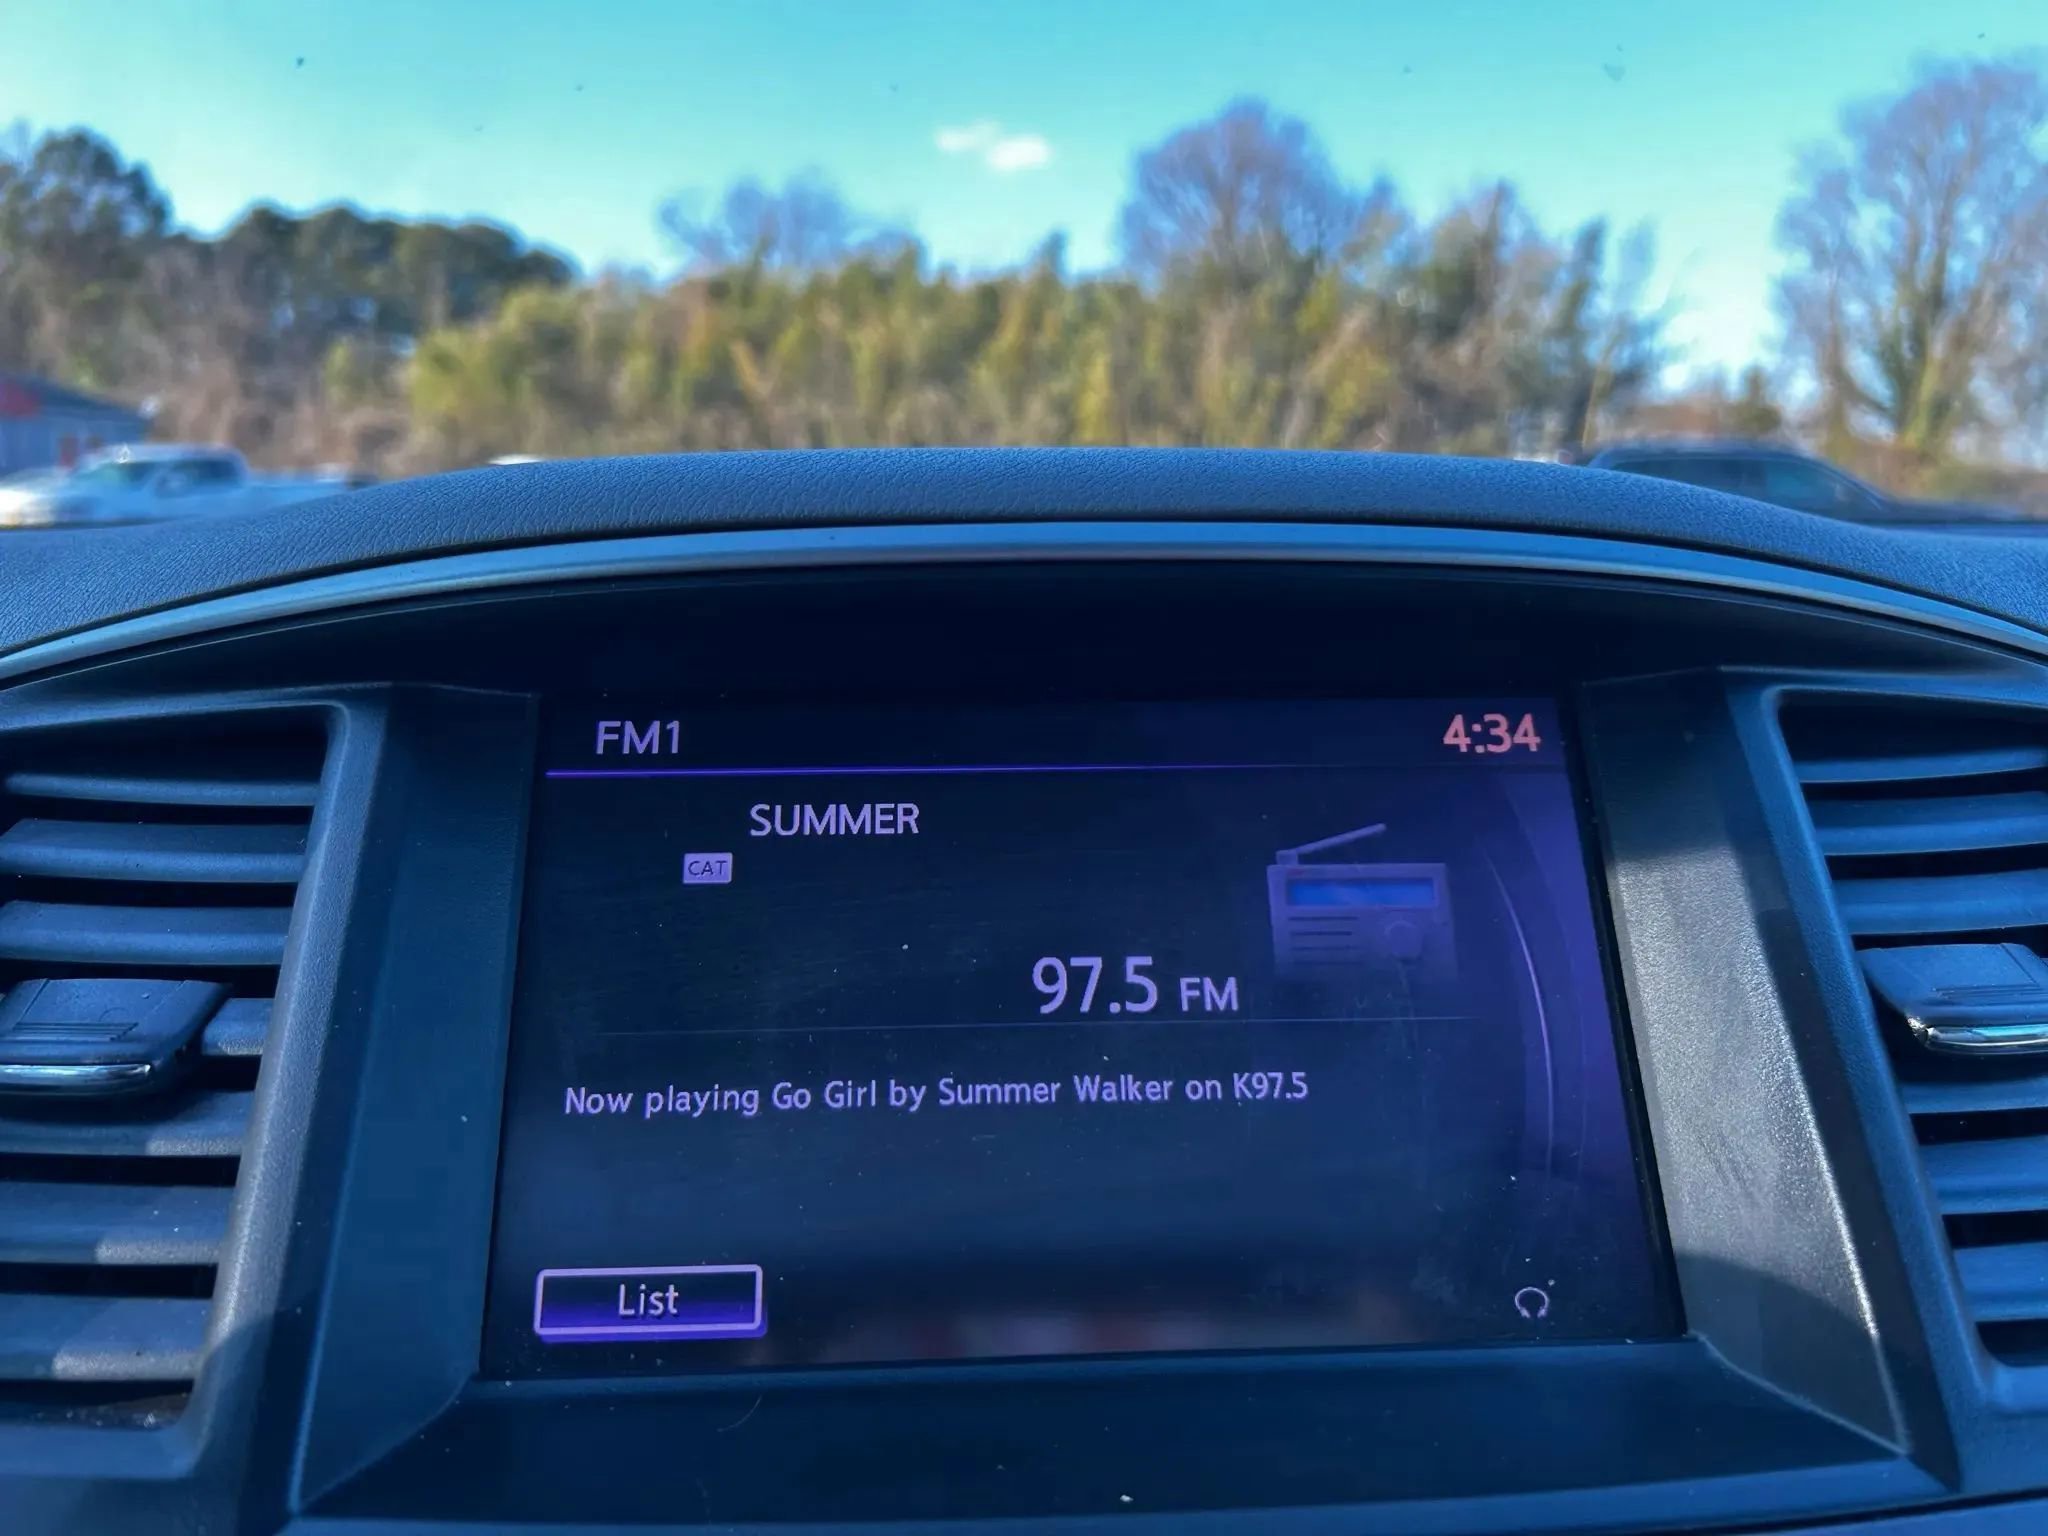 FM1 4:34
SUMMER
CAT
97.5 FM
Now playing Go Girl by Summer Walker on K97.5
List